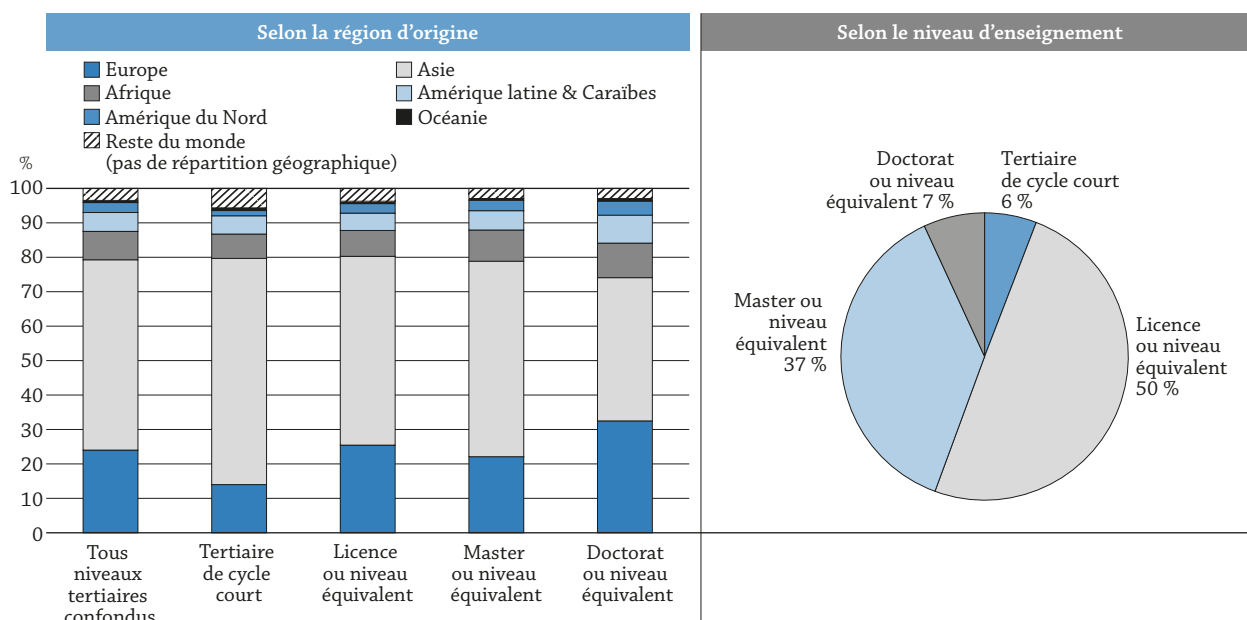 Selon la région d'origine
Selon le niveau d'enseignement
Europe
Asie
Afrique
Amérique latine & Caraïbes
Amérique du Nord
Océanie
Reste du monde
(pas de répartition géographique)
%
100
90
80
70
60
50
40
30
20
10
0
Tous
niveaux
tertiaires
confondus
Tertiaire
de cycle
court
Licence
ou niveau
équivalent
Master
ou niveau
équivalent
Doctorat
ou niveau
équivalent
Doctorat
ou niveau
équivalent 7 %
Tertiaire
de cycle court
6 %
Master ou
niveau
équivalent
37 %
Licence
ou niveau
équivalent
50 %